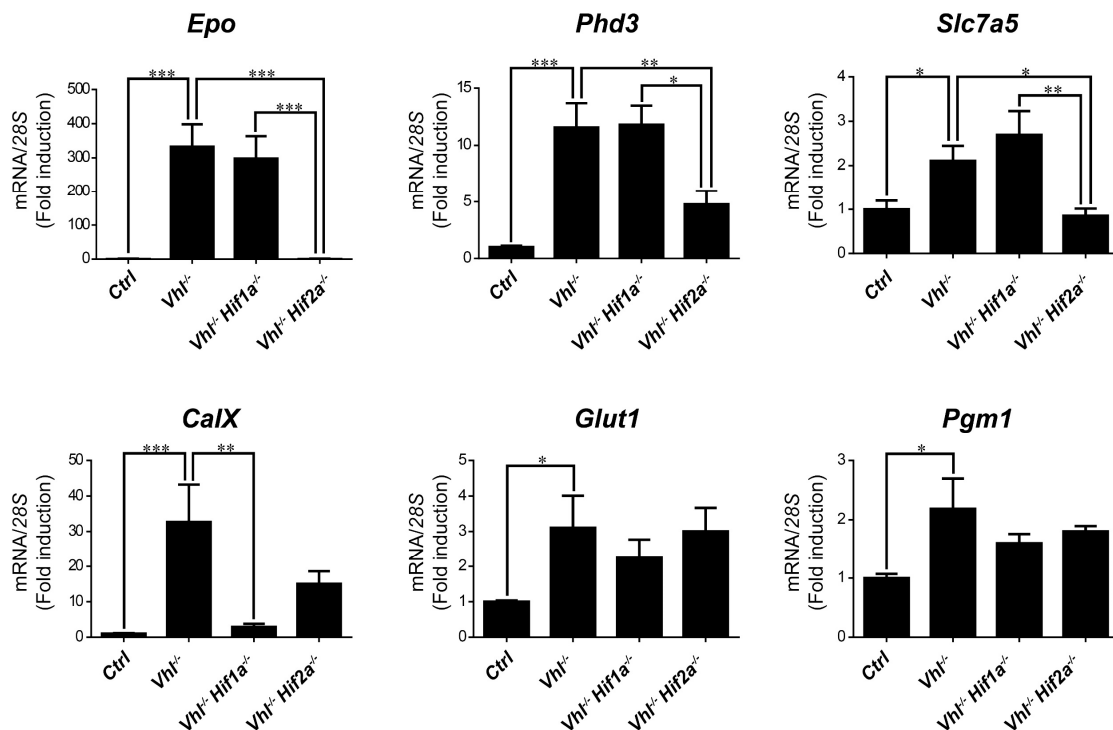 Epo
***
***
***
mRNA/28S
(Fold induction)
500
400
300
200
100
0
Ctrl
Vhl-/-
Vhl-/- Hif1a-/-
Vhl-/- Hif2a-/-
Phd3
***
**
*
mRNA/28S
(Fold induction)
15
10
5
0
Ctrl
Vhl-/-
Vhl-/- Hif1a-/-
Vhl-/- Hif2a-/-
Slc7a5
*
*
**
mRNA/28S
(Fold induction)
4
3
2
1
0
Ctrl
Vhl-/-
Vhl-/- Hif1a-/-
Vhl-/- Hif2a-/-
CalX
***
**
mRNA/28S
(Fold induction)
50
40
30
20
10
0
Ctrl
Vhl-/-
Vhl-/- Hif1a-/-
Vhl-/- Hif2a-/-
Glut1
*
mRNA/28S
(Fold induction)
5
4
3
2
1
0
Ctrl
Vhl-/-
Vhl-/- Hif1a-/-
Vhl-/- Hif2a-/-
Pgm1
*
mRNA/28S
(Fold induction)
3
2
1
0
Ctrl
Vhl-/-
Vhl-/- Hif1a-/-
Vhl-/- Hif2a-/-